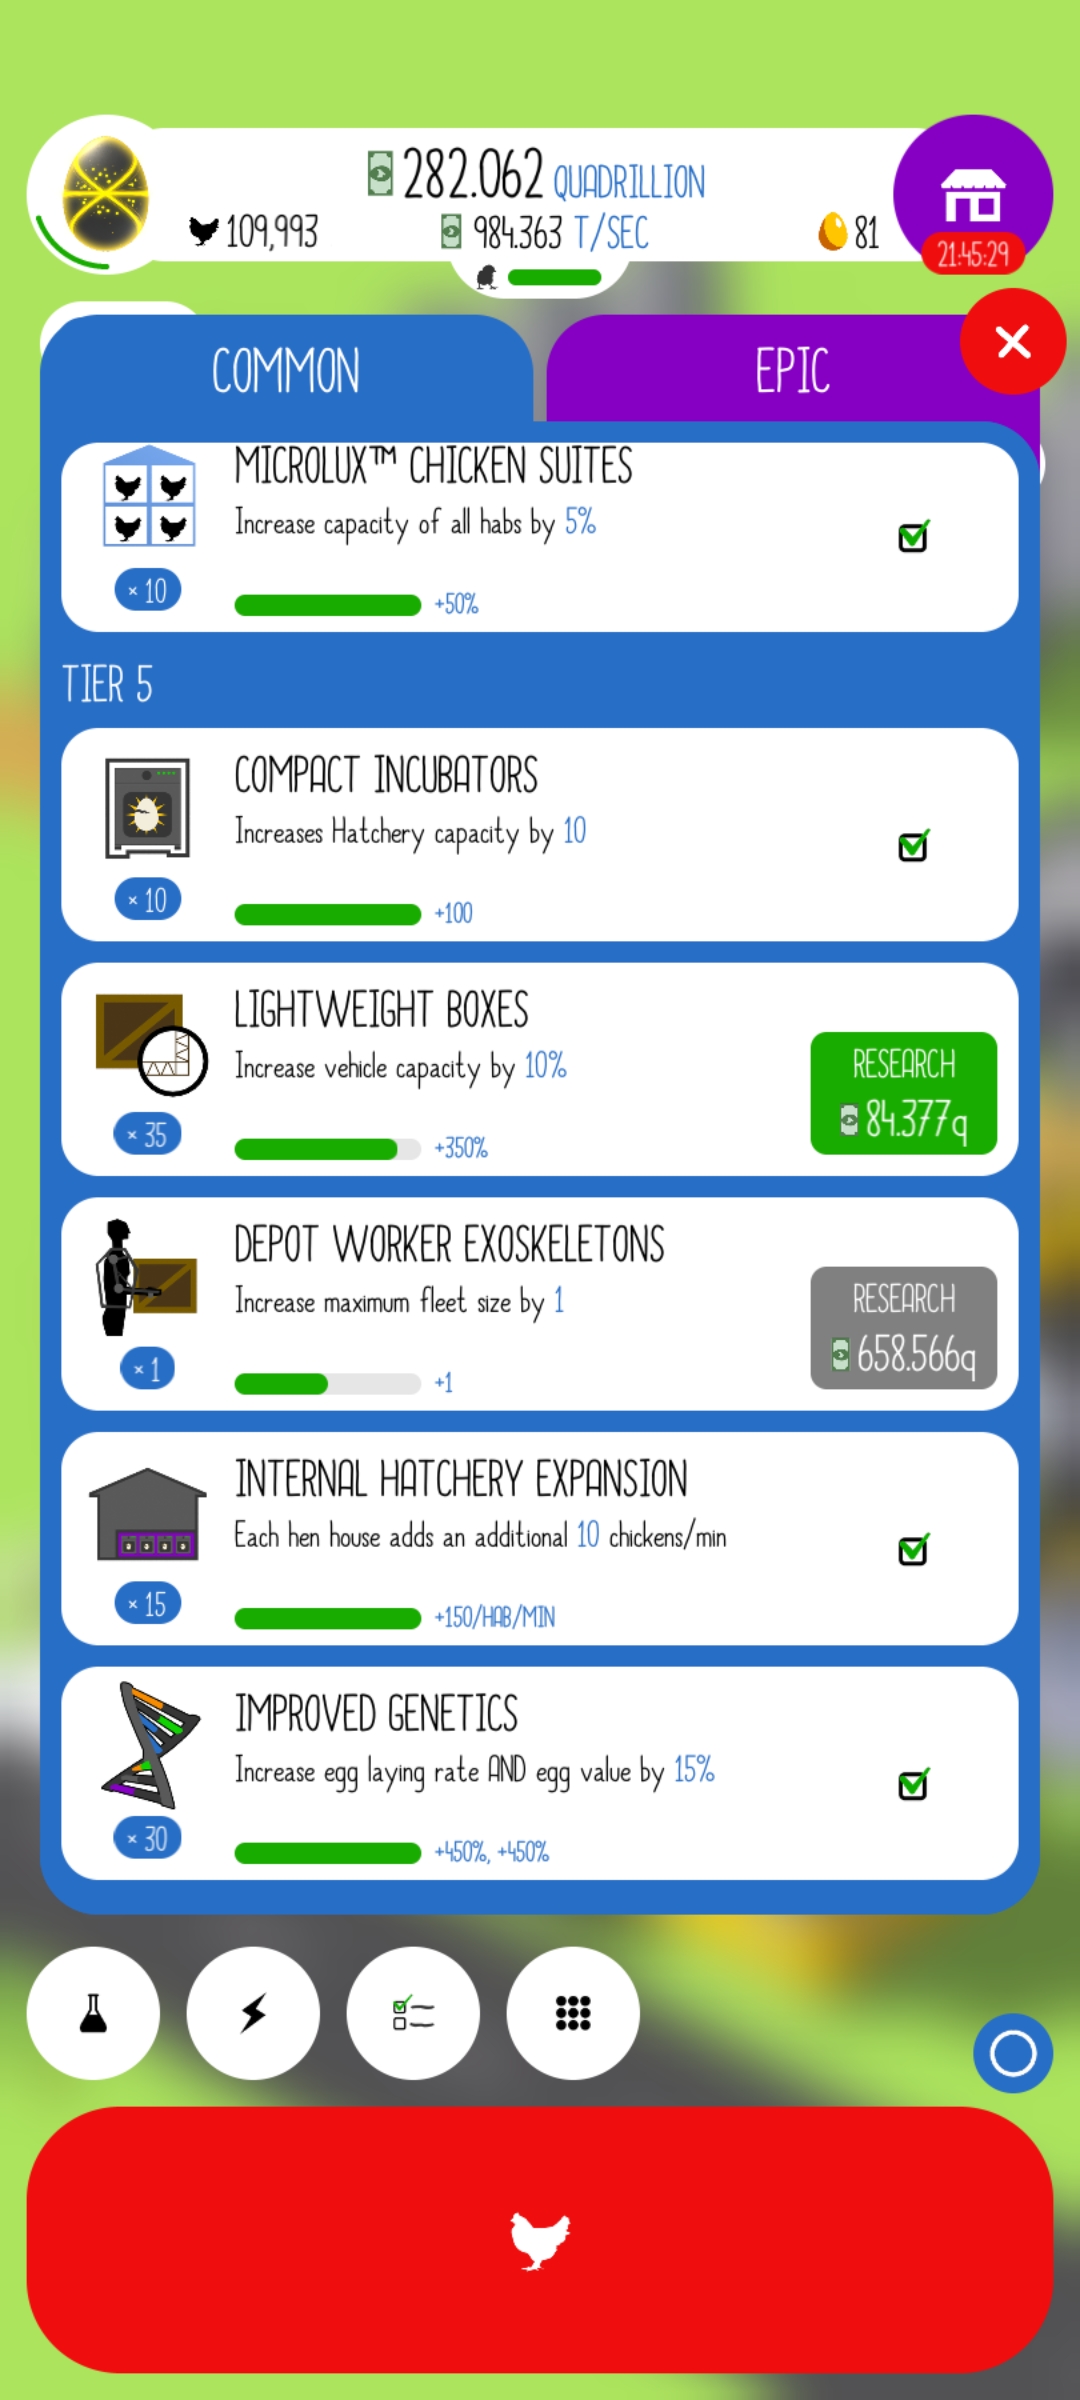 282.062 QUADRILLION
109,993
984.363 T/SEC
81
21:45:29
COMMON
EPIC
MICROLUX™ CHICKEN SUITES
Increase capacity of all habs by 5%
× 10
+50%
TIER 5
COMPACT INCUBATORS
Increases Hatchery capacity by 10
× 10
+100
LIGHTWEIGHT BOXES
Increase vehicle capacity by 10%
RESEARCH
84.377q
× 35
+350%
DEPOT WORKER EXOSKELETONS
Increase maximum fleet size by 1
RESEARCH
658.566q
× 1
+1
INTERNAL HATCHERY EXPANSION
Each hen house adds an additional 10 chickens/min
× 15
+150/HAB/MIN
IMPROVED GENETICS
Increase egg laying rate AND egg value by 15%
× 30
+450%, +450%